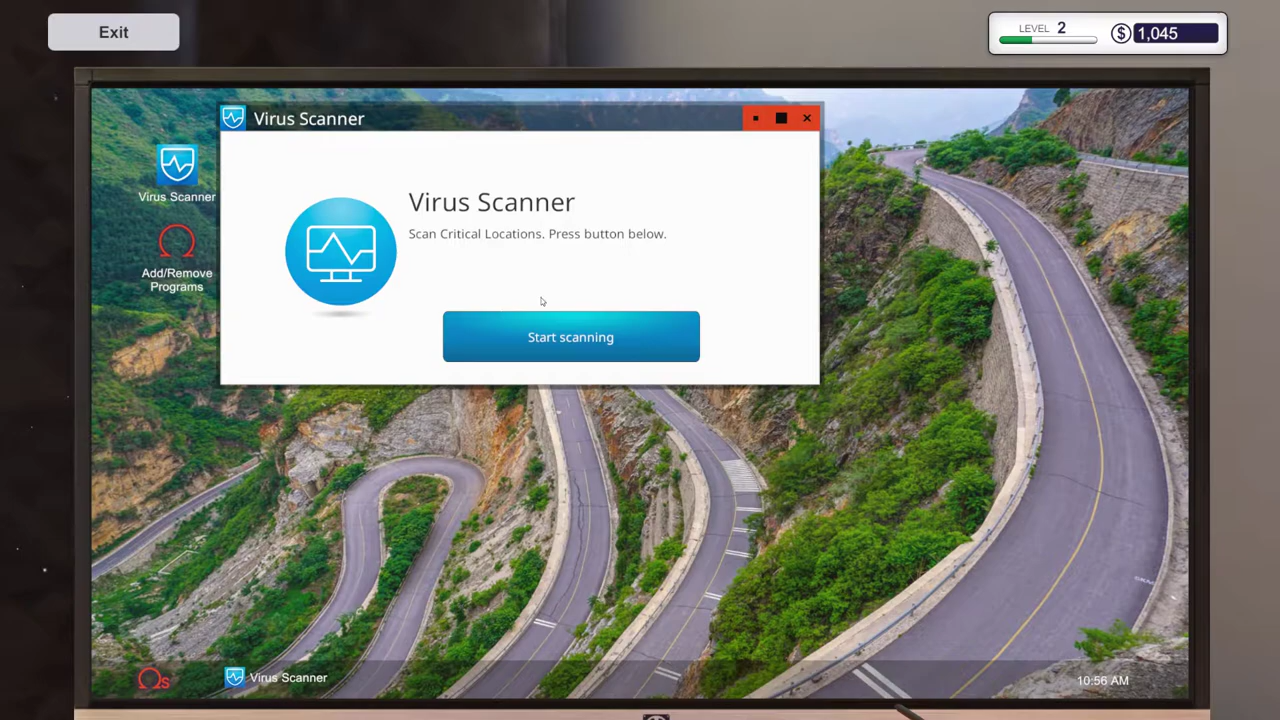 Exit
LEVEL 2
$ 1,045
Virus Scanner
Virus Scanner
Add/Remove
Programs
Virus Scanner
Scan Critical Locations. Press button below.
Start scanning
Ωs
Virus Scanner
10:56 AM